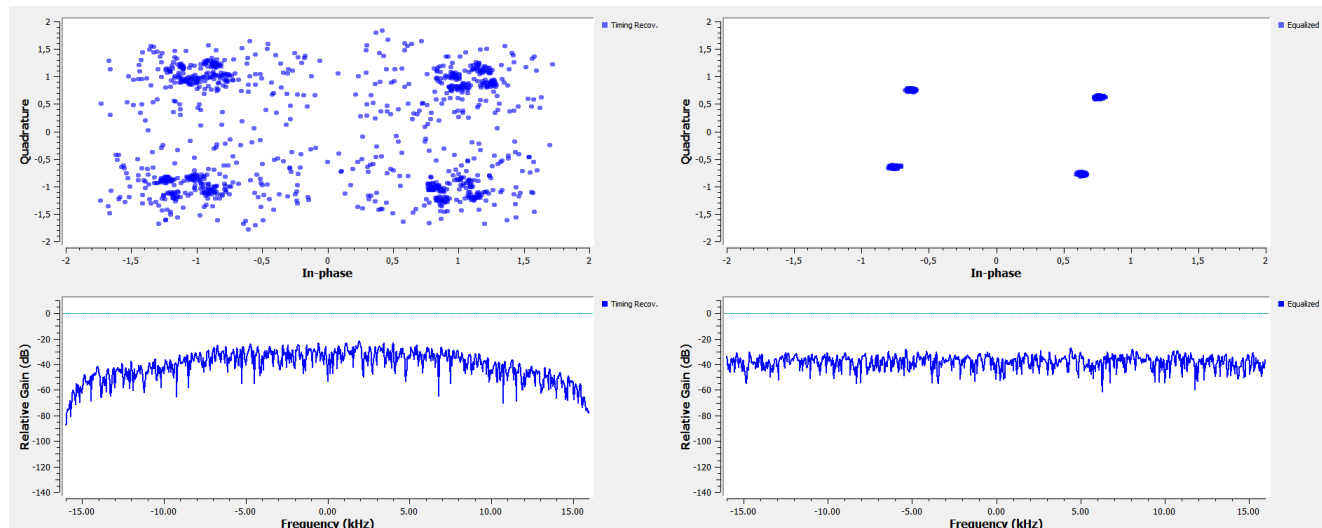 2
1,5
1
0,5
0
-0,5
-1
-1,5
-2
Quadrature
-2 -1,5 -1 -0,5 0 0,5 1 1,5 2
In-phase
Timing Recov.
2
1,5
1
0,5
0
-0,5
-1
-1,5
-2
Quadrature
-2 -1,5 -1 -0,5 0 0,5 1 1,5 2
In-phase
Equalized
0
-20
-40
-60
-80
-100
-120
-140
Relative Gain (dB)
-15.00 -10.00 -5.00 0.00 5.00 10.00 15.00
Frequency (kHz)
Timing Recov.
0
-20
-40
-60
-80
-100
-120
-140
Relative Gain (dB)
-15.00 -10.00 -5.00 0.00 5.00 10.00 15.00
Frequency (kHz)
Equalized